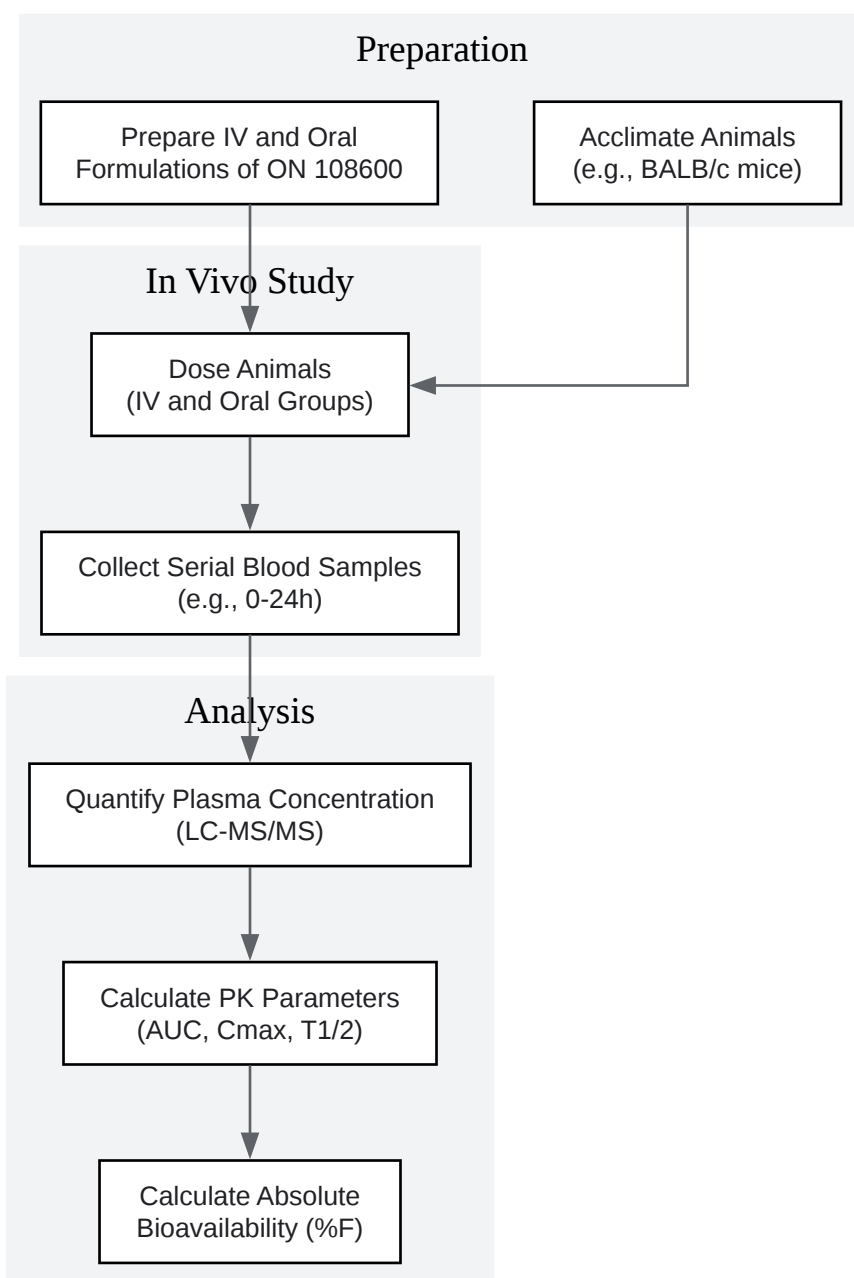 Preparation
Prepare IV and Oral
Formulations of ON 108600
Acclimate Animals
(e.g., BALB/c mice)
In Vivo Study
Dose Animals
(IV and Oral Groups)
Collect Serial Blood Samples
(e.g., 0-24h)
Analysis
Quantify Plasma Concentration
(LC-MS/MS)
Calculate PK Parameters
(AUC, Cmax, T1/2)
Calculate Absolute
Bioavailability (%F)